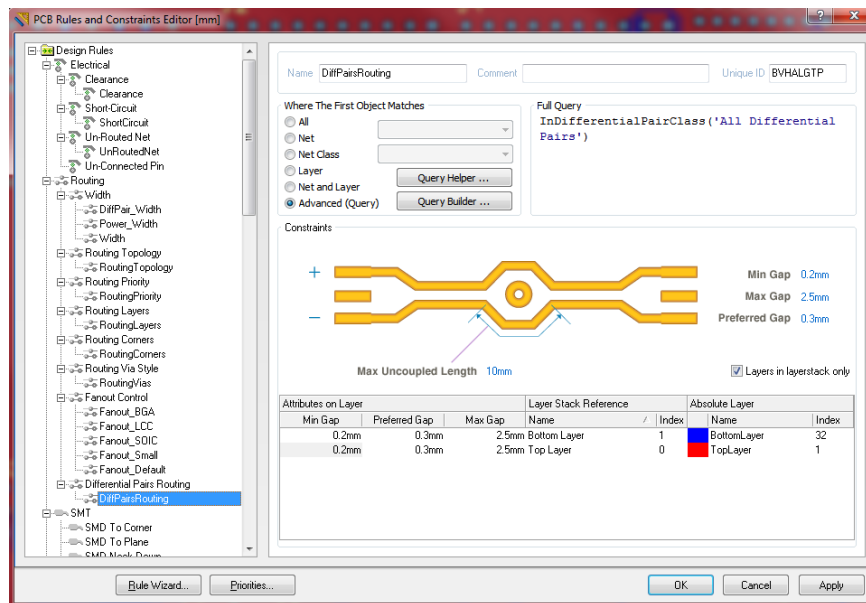 PCB Rules and Constraints Editor [mm]
Design Rules
Electrical
Clearance
Clearance
Short-Circuit
ShortCircuit
Un-Routed Net
UnRoutedNet
Un-Connected Pin
Routing
Width
DiffPair_Width
Power_Width
Width
Routing Topology
RoutingTopology
Routing Priority
RoutingPriority
Routing Layers
RoutingLayers
Routing Corners
RoutingCorners
Routing Via Style
RoutingVias
Fanout Control
Fanout_BGA
Fanout_LCC
Fanout_SOIC
Fanout_Small
Fanout_Default
Differential Pairs Routing
DiffPairsRouting
SMT
SMD To Corner
SMD To Plane
SMD Neck-Down
Name DiffPairsRouting Comment Unique ID BVHALGTP
Where The First Object Matches
All
Net
Net Class
Layer
Net and Layer
Advanced (Query)
Query Helper ...
Query Builder ...
Full Query
InDifferentialPairClass('All Differential
Pairs')
Constraints
+
−
Min Gap 0.2mm
Max Gap 2.5mm
Preferred Gap 0.3mm
Max Uncoupled Length 10mm
Layers in layerstack only
Attributes on Layer Layer Stack Reference Absolute Layer
Min Gap Preferred Gap Max Gap Name / Index Name Index
0.2mm 0.3mm 2.5mm Bottom Layer 1 BottomLayer 32
0.2mm 0.3mm 2.5mm Top Layer 0 TopLayer 1
Rule Wizard... Priorities... OK Cancel Apply